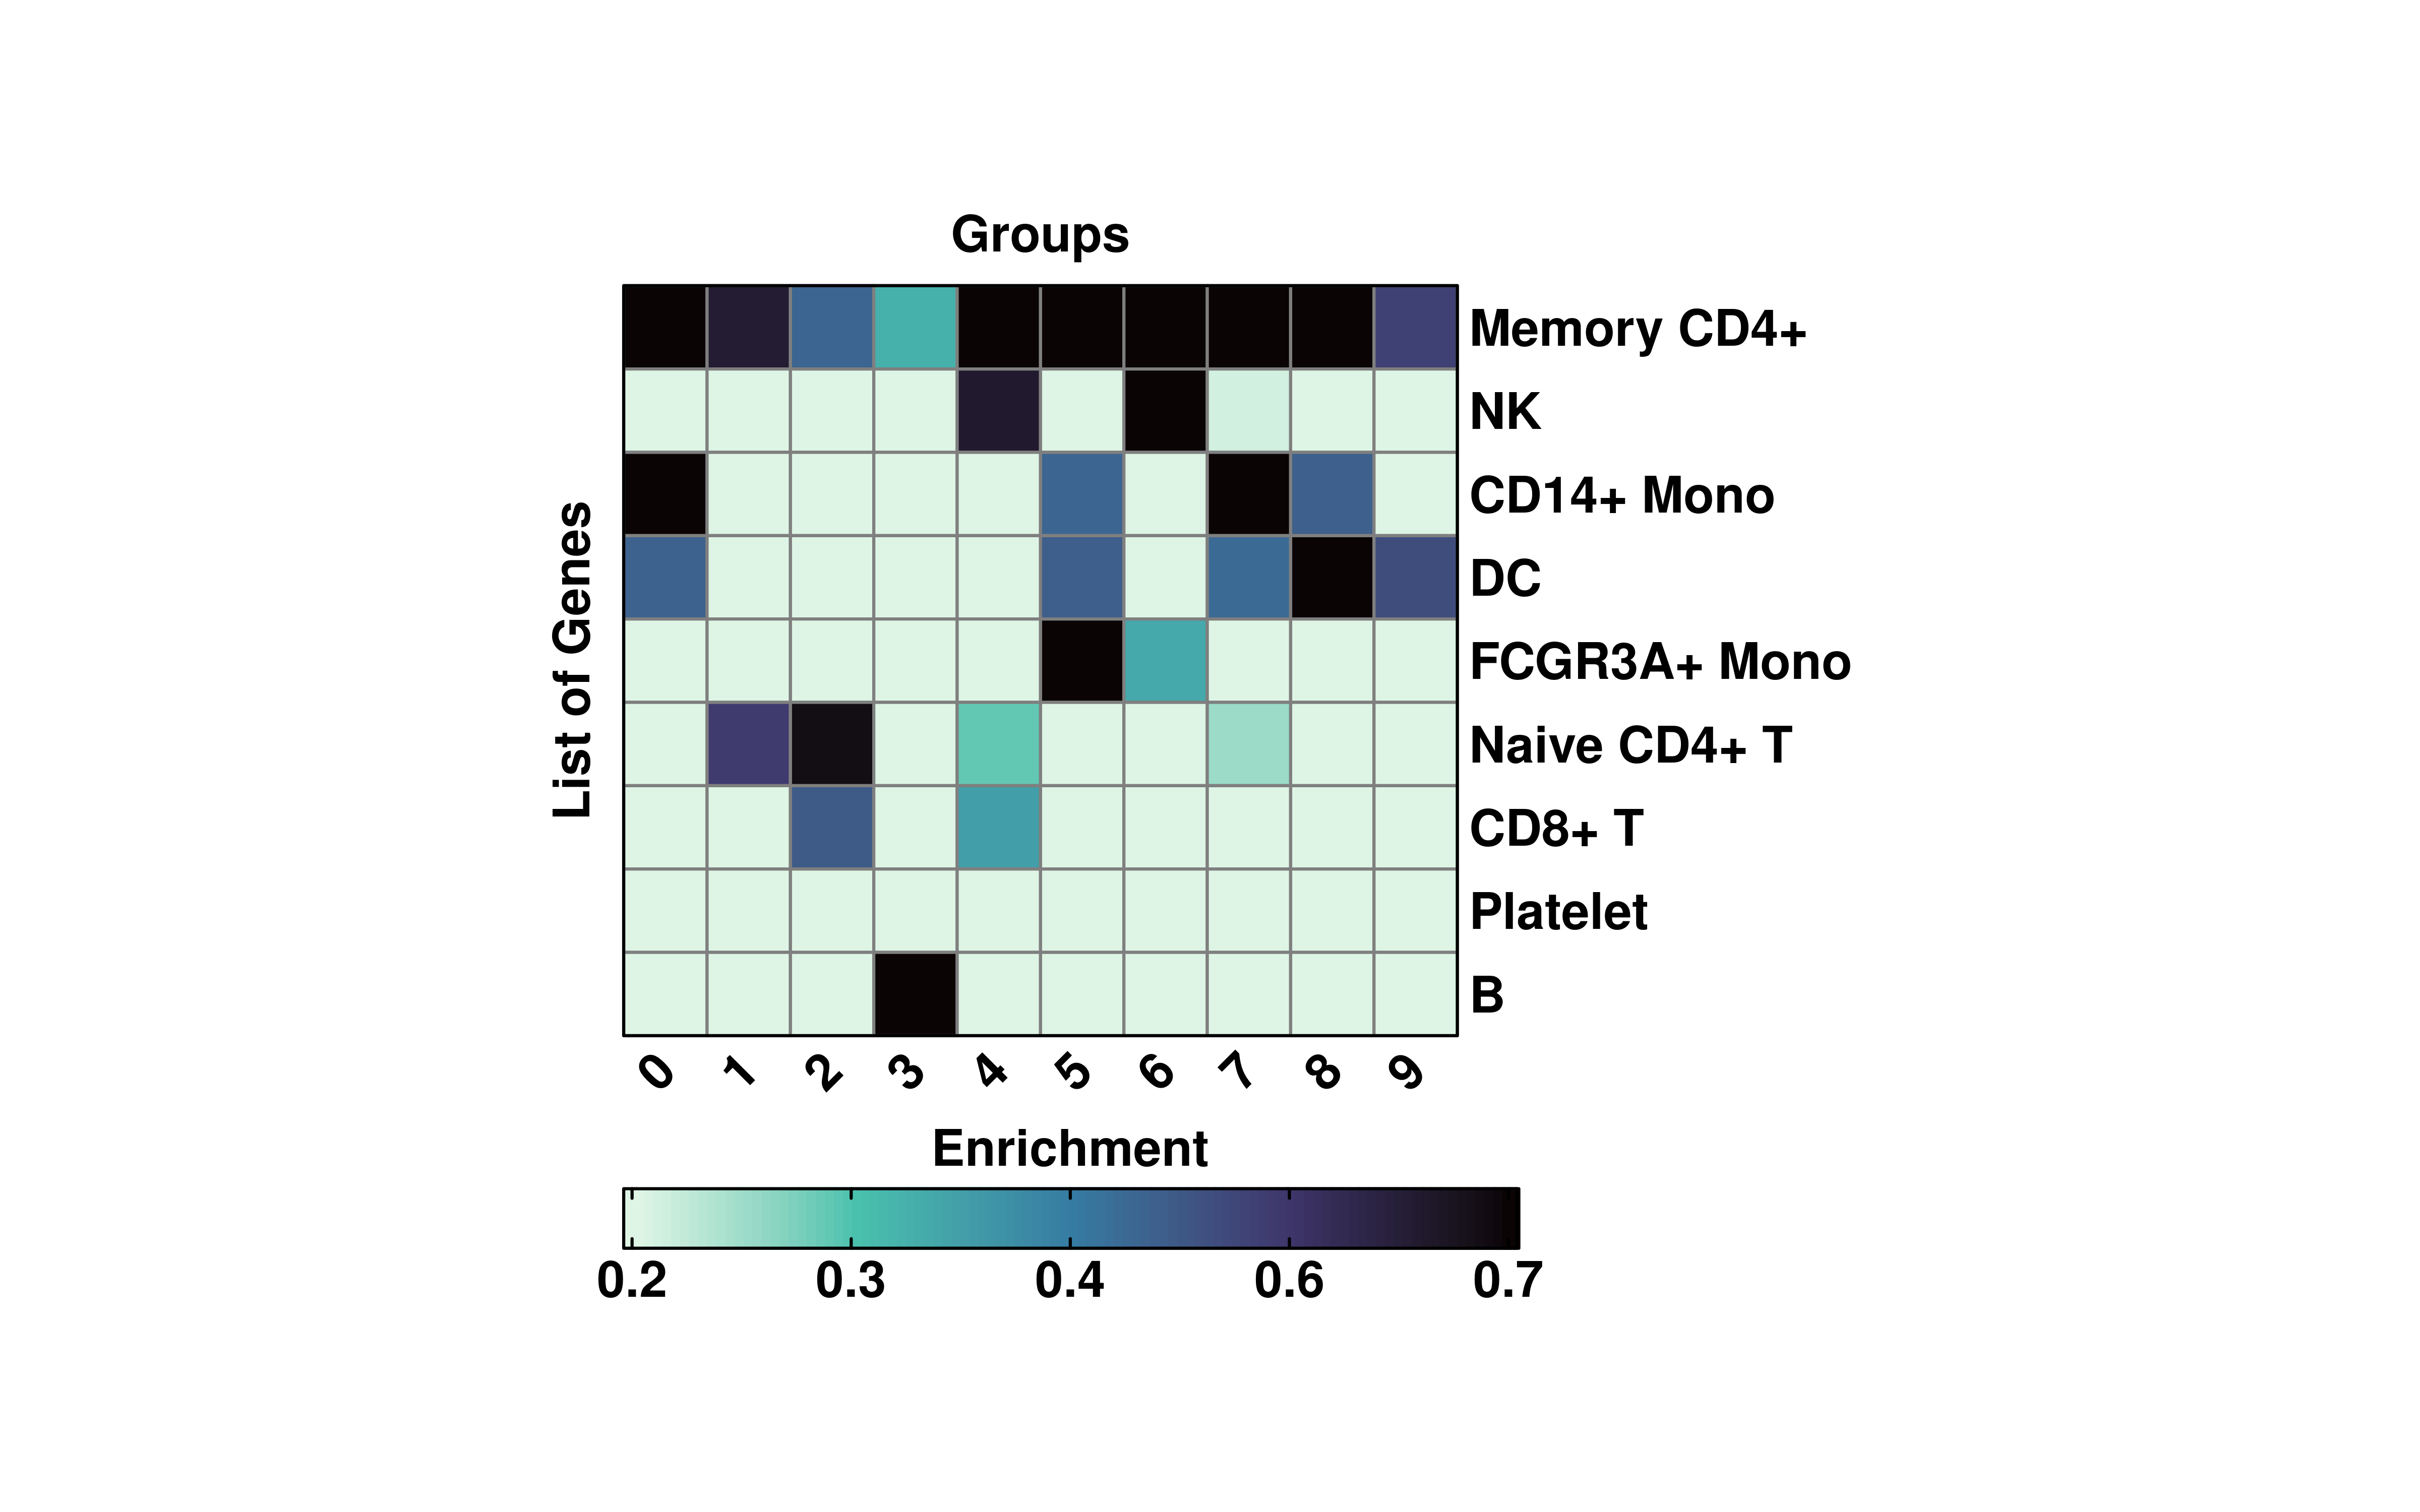 Groups
List of Genes
Memory CD4+
NK
CD14+ Mono
DC
FCGR3A+ Mono
Naive CD4+ T
CD8+ T
Platelet
B
0 1 2 3 4 5 6 7 8 9
Enrichment
0.2 0.3 0.4 0.6 0.7